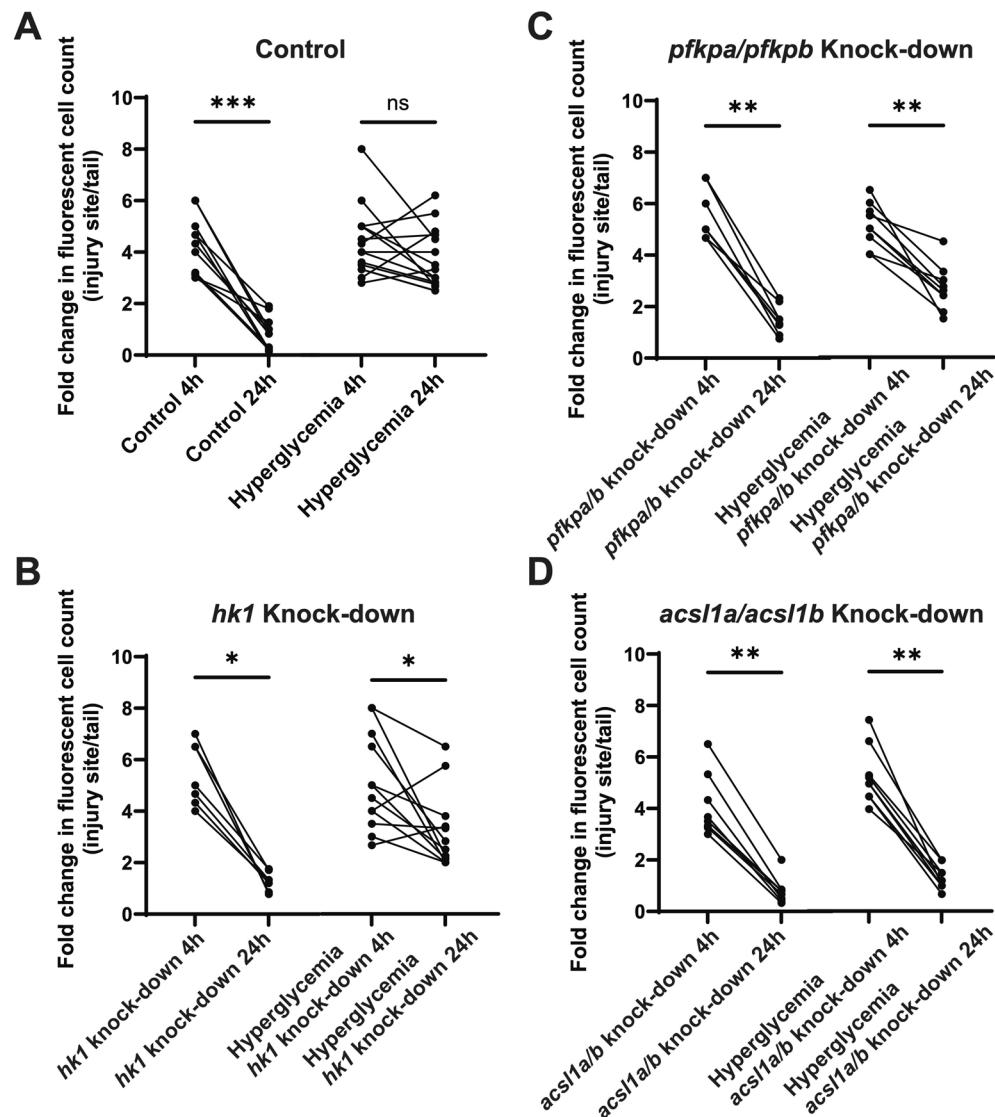 A
Control
Fold change in fluorescent cell count
(injury site/tail)
10
8
6
4
2
0
***
ns
Control 4h
Control 24h
Hyperglycemia 4h
Hyperglycemia 24h
C
pfkpa/pfkpb Knock-down
Fold change in fluorescent cell count
(injury site/tail)
10
8
6
4
2
0
**
**
pfkpa/b knock-down 4h
pfkpa/b knock-down 24h
Hyperglycemia
pfkpa/b knock-down 4h
Hyperglycemia
pfkpa/b knock-down 24h
B
hk1 Knock-down
Fold change in fluorescent cell count
(injury site/tail)
10
8
6
4
2
0
*
*
hk1 knock-down 4h
hk1 knock-down 24h
Hyperglycemia
hk1 knock-down 4h
Hyperglycemia
hk1 knock-down 24h
D
acsl1a/acsl1b Knock-down
Fold change in fluorescent cell count
(injury site/tail)
10
8
6
4
2
0
**
**
acsl1a/b knock-down 4h
acsl1a/b knock-down 24h
Hyperglycemia
acsl1a/b knock-down 4h
Hyperglycemia
acsl1a/b knock-down 24h